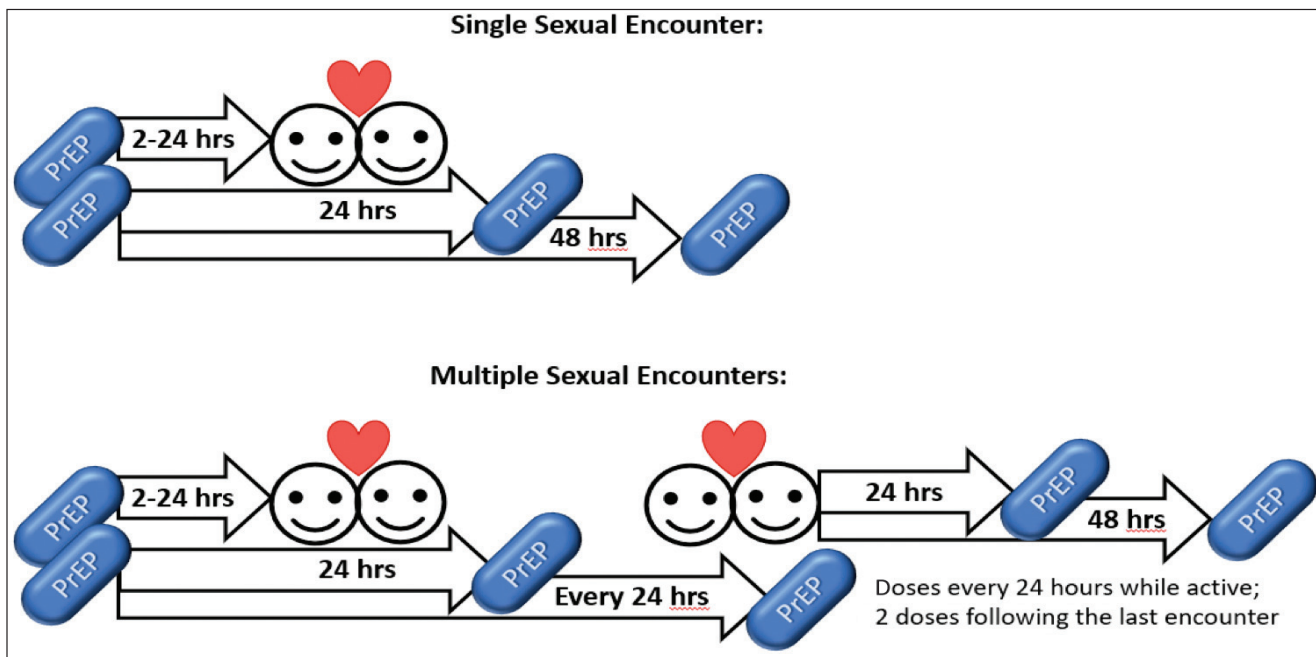 Single Sexual Encounter:
2-24 hrs
PrEP
PrEP
24 hrs
PrEP
48 hrs
PrEP
Multiple Sexual Encounters:
2-24 hrs
PrEP
PrEP
24 hrs
PrEP
Every 24 hrs
PrEP
24 hrs
PrEP
48 hrs
PrEP
Doses every 24 hours while active;
2 doses following the last encounter